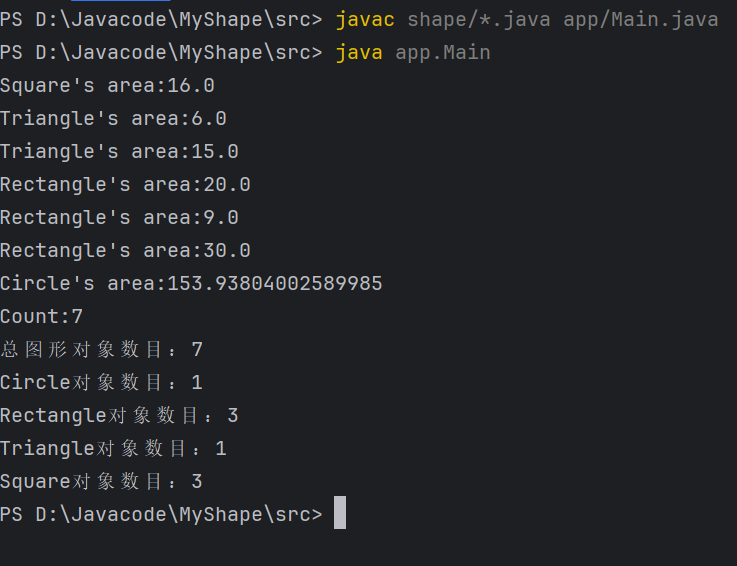 PS D:\Javacode\MyShape\src> javac shape/*.java app/Main.java
PS D:\Javacode\MyShape\src> java app.Main
Square's area:16.0
Triangle's area:6.0
Triangle's area:15.0
Rectangle's area:20.0
Rectangle's area:9.0
Rectangle's area:30.0
Circle's area:153.93804002589985
Count:7
总图形对象数目：7
Circle对象数目：1
Rectangle对象数目：3
Triangle对象数目：1
Square对象数目：3
PS D:\Javacode\MyShape\src>